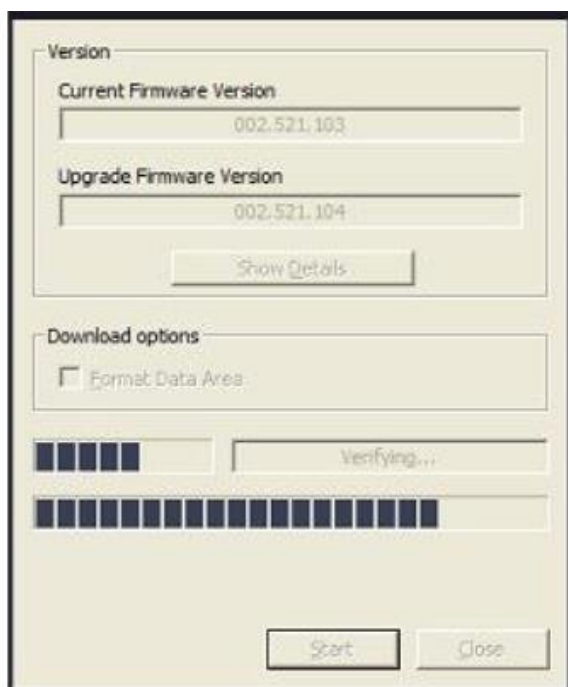 Version
Current Firmware Version
002.521.103
Upgrade Firmware Version
002.521.104
Show Details
Download options
Format Data Area
Verifying...
Start
Close